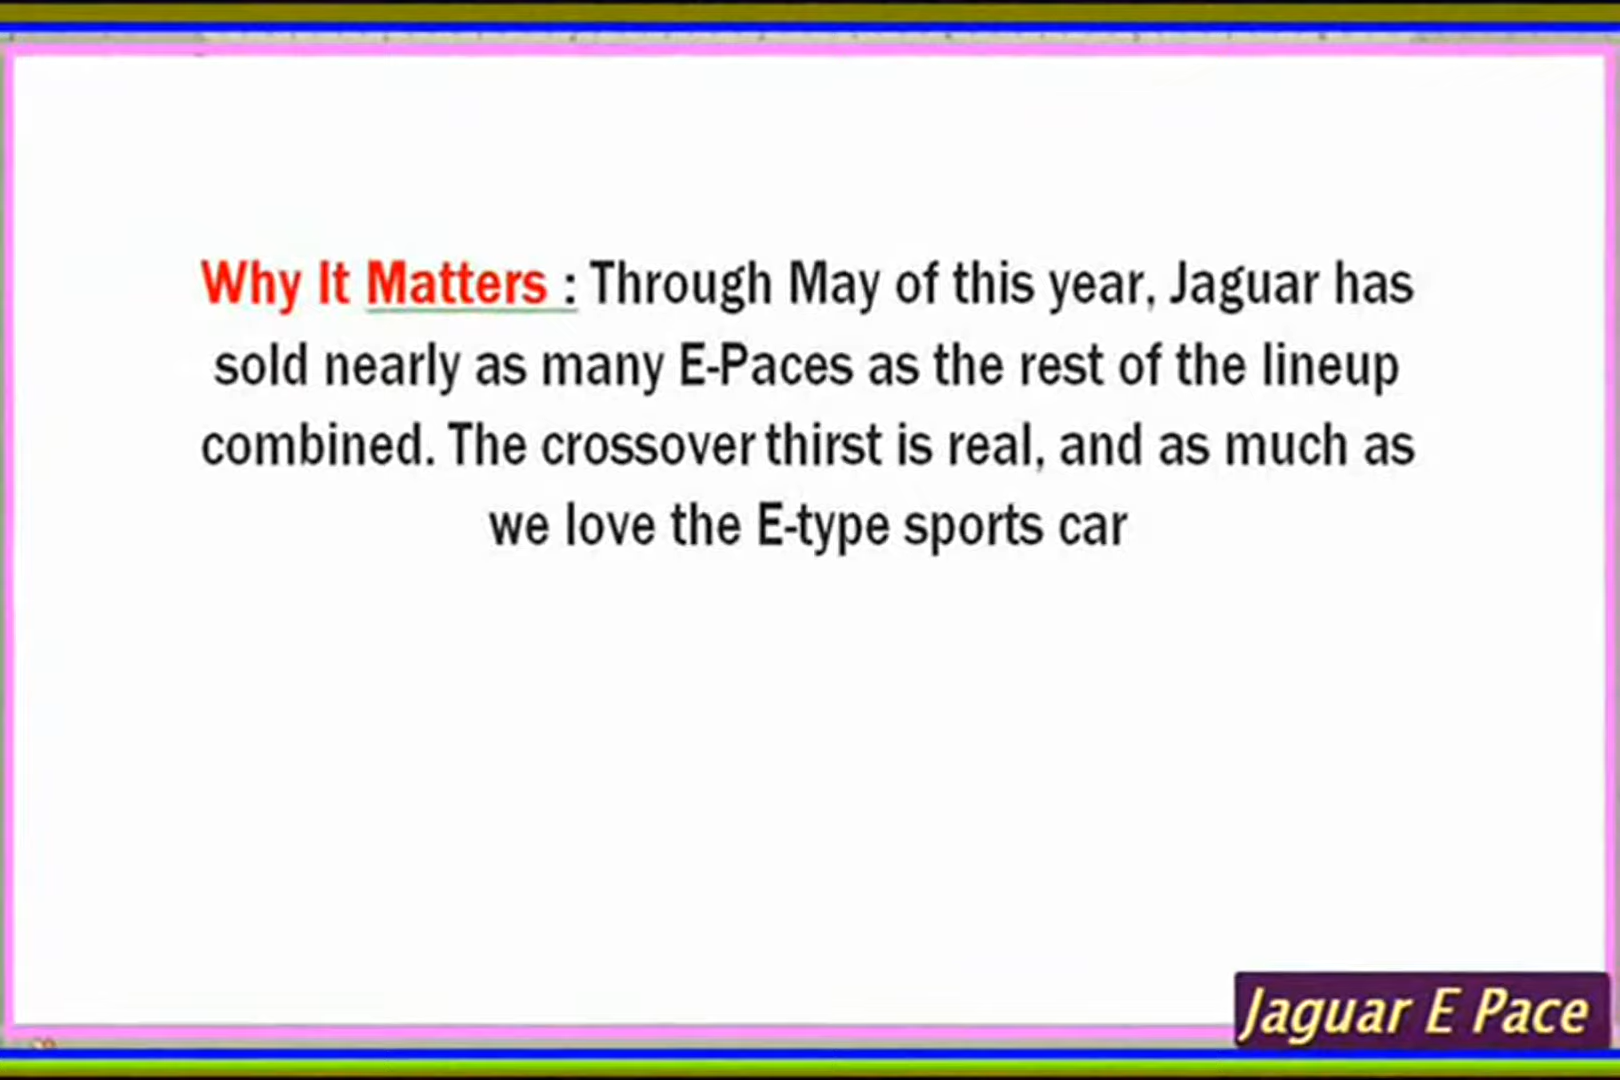 Why It Matters : Through May of this year, Jaguar has
sold nearly as many E-Paces as the rest of the lineup
combined. The crossover thirst is real, and as much as
we love the E-type sports car
Jaguar E Pace